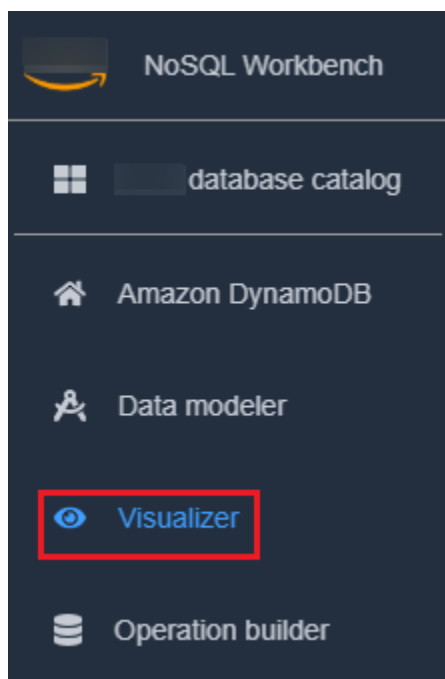 NoSQL Workbench
database catalog
Amazon DynamoDB
Data modeler
Visualizer
Operation builder